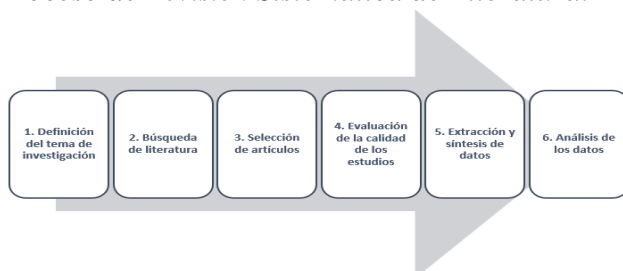 1. Definición
del tema de
investigación
2. Búsqueda
de literatura
3. Selección
de artículos
4. Evaluación
de la calidad
de los
estudios
5. Extracción y
síntesis de
datos
6. Análisis de
los datos